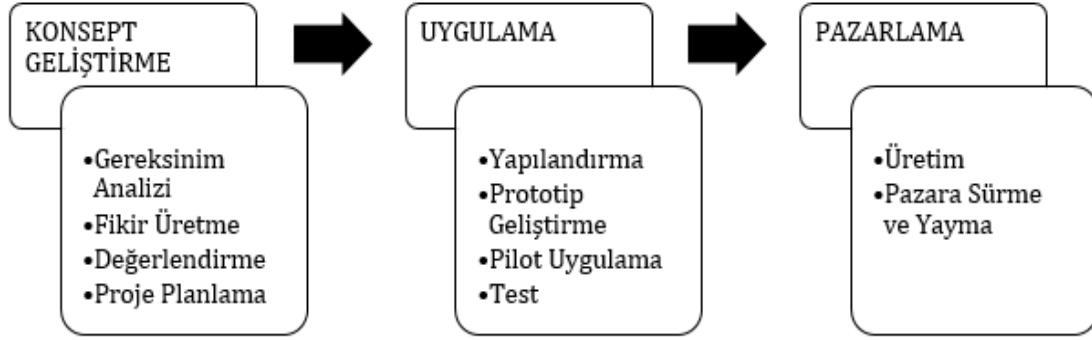 KONSEPT
GELİŞTİRME
•Gereksinim
Analizi
•Fikir Üretme
•Değerlendirme
•Proje Planlama
UYGULAMA
•Yapılandırma
•Prototip
Geliştirme
•Pilot Uygulama
•Test
PAZARLAMA
•Üretim
•Pazara Sürme
ve Yayma